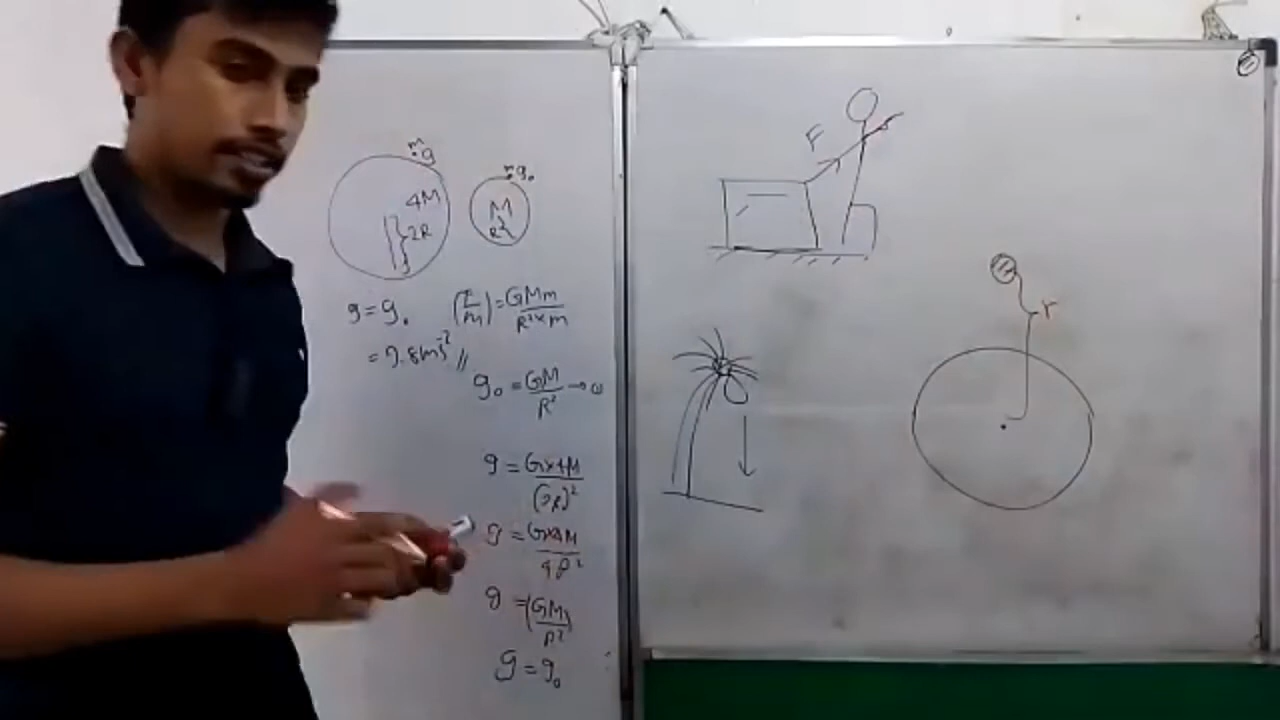 m
g
4M
2R
m g₀
M
R
g = g₀
= 9.8ms⁻²//
(F/m) = GMm/R²×m
g₀ = GM/R² →
g = G×4M/(2R)²
g = G×4M/4R²
g = (GM/R²)
g = g₀
F
r